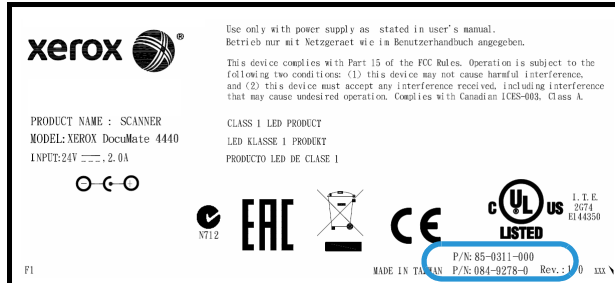 xerox
Use only with power supply as stated in user's manual.
Betrieb nur mit Netzgeraet wie im Benutzerhandbuch angegeben.
This device complies with Part 15 of the FCC Rules. Operation is subject to the
following two conditions: (1) this device may not cause harmful interference,
and (2) this device must accept any interference received, including interference
that may cause undesired operation. Complies with Canadian ICES-003, Class A.
PRODUCT NAME : SCANNER
MODEL: XEROX DocuMate 4440
INPUT: 24V , 2.0A
CLASS 1 LED PRODUCT
LED KLASSE 1 PRODUKT
PRODUCTO LED DE CLASE 1
N712
EAC
CE
C UL US
LISTED
I.T.E.
2G74
E144350
P/N: 85-0311-000
MADE IN TAIWAN P/N: 084-9278-0 Rev.: 1.0 xxx
F1